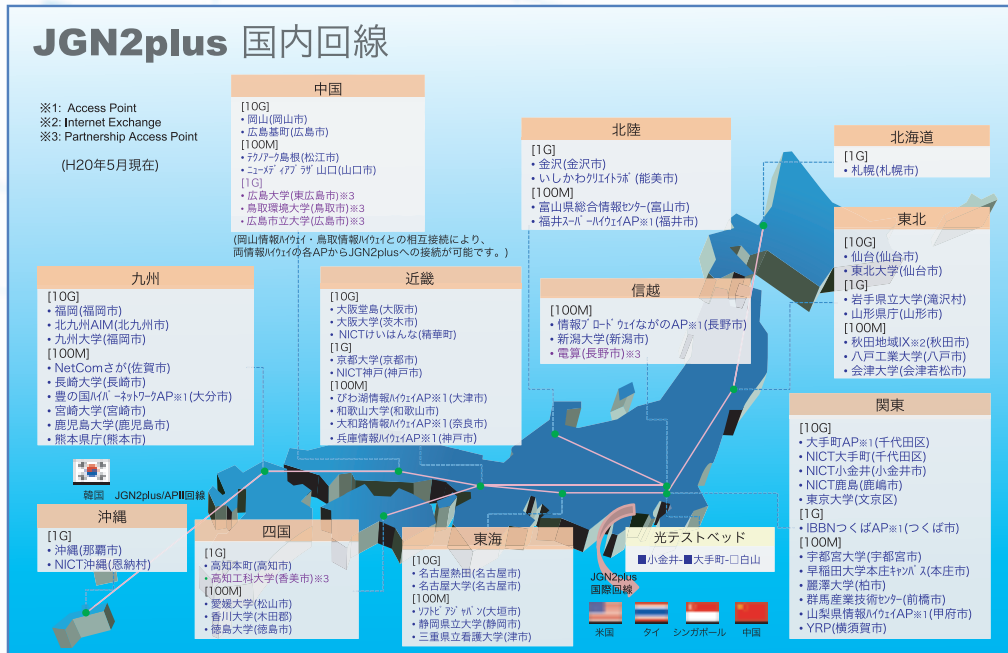 JGN2plus 国内回線
※1: Access Point
※2: Internet Exchange
※3: Partnership Access Point
(H20年5月現在)
中国
[10G]
• 岡山(岡山市)
• 広島基町(広島市)
[100M]
• テクノアーク島根(松江市)
• ニューメディアプラザ山口(山口市)
[1G]
• 広島大学(東広島市)※3
• 鳥取環境大学(鳥取市)※3
• 広島市立大学(広島市)※3
(岡山情報ハイウェイ・鳥取情報ハイウェイとの相互接続により、
両情報ハイウェイの各APからJGN2plusへの接続が可能です。)
北陸
[1G]
• 金沢(金沢市)
• いしかわクリエイトラボ(能美市)
[100M]
• 富山県総合情報センター(富山市)
• 福井スーパーハイウェイAP※1(福井市)
北海道
[1G]
• 札幌(札幌市)
東北
[10G]
• 仙台(仙台市)
• 東北大学(仙台市)
[1G]
• 岩手県立大学(滝沢村)
• 山形県庁(山形市)
[100M]
• 秋田地域IX※2(秋田市)
• 八戸工業大学(八戸市)
• 会津大学(会津若松市)
九州
[10G]
• 福岡(福岡市)
• 北九州AIM(北九州市)
• 九州大学(福岡市)
[100M]
• NetComさが(佐賀市)
• 長崎大学(長崎市)
• 豊の国ハイパーネットワークAP※1(大分市)
• 宮崎大学(宮崎市)
• 鹿児島大学(鹿児島市)
• 熊本県庁(熊本市)
近畿
[10G]
• 大阪堂島(大阪市)
• 大阪大学(茨木市)
• NICTけいはんな(精華町)
[1G]
• 京都大学(京都市)
• NICT神戸(神戸市)
[100M]
• びわ湖情報ハイウェイAP※1(大津市)
• 和歌山大学(和歌山市)
• 大和路情報ハイウェイAP※1(奈良市)
• 兵庫情報ハイウェイAP※1(神戸市)
信越
[100M]
• 情報ブロードウェイながのAP※1(長野市)
• 新潟大学(新潟市)
• 電算(長野市)※3
関東
[10G]
• 大手町AP※1(千代田区)
• NICT大手町(千代田区)
• NICT小金井(小金井市)
• NICT鹿島(鹿嶋市)
• 東京大学(文京区)
[1G]
• IBBNつくばAP※1(つくば市)
[100M]
• 宇都宮大学(宇都宮市)
• 早稲田大学本庄キャンパス(本庄市)
• 麗澤大学(柏市)
• 群馬産業技術センター(前橋市)
• 山梨県情報ハイウェイAP※1(甲府市)
• YRP(横須賀市)
韓国 JGN2plus/APII回線
沖縄
[1G]
• 沖縄(那覇市)
• NICT沖縄(恩納村)
四国
[1G]
• 高知本町(高知市)
• 高知工科大学(香美市)※3
[100M]
• 愛媛大学(松山市)
• 香川大学(木田郡)
• 徳島大学(徳島市)
東海
[10G]
• 名古屋熱田(名古屋市)
• 名古屋大学(名古屋市)
[100M]
• ソフトピアジャパン(大垣市)
• 静岡県立大学(静岡市)
• 三重県立看護大学(津市)
光テストベッド
■小金井-■大手町-□白山
JGN2plus
国際回線
米国 タイ シンガポール 中国